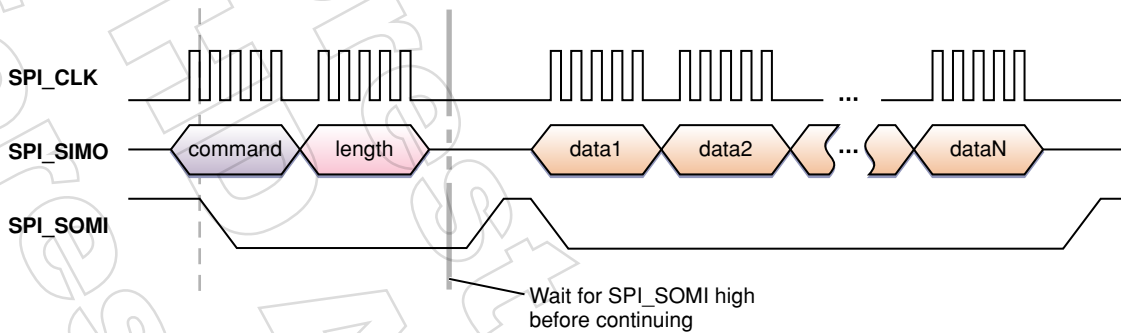 SPI_CLK
...
SPI_SIMO
command
length
data1
data2
...
dataN
SPI_SOMI
Wait for SPI_SOMI high
before continuing